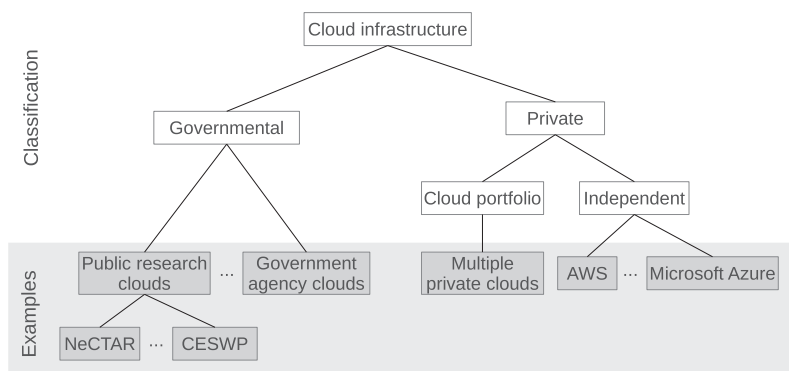 Cloud infrastructure
Classification
Governmental
Private
Cloud portfolio
Independent
Examples
Public research
clouds
...
Government
agency clouds
Multiple
private clouds
AWS
...
Microsoft Azure
NeCTAR
...
CESWP